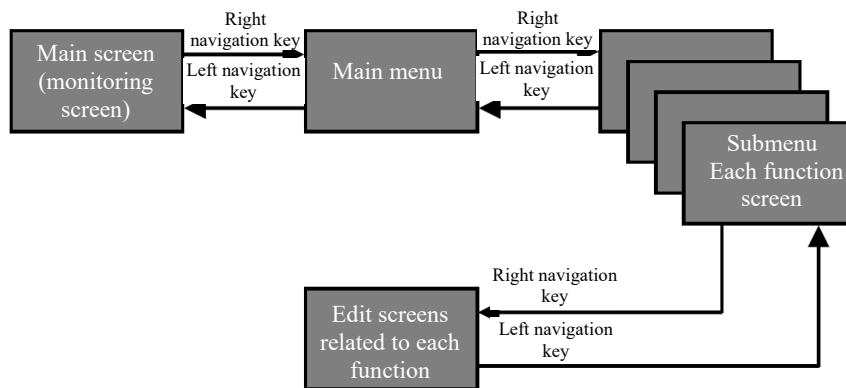 Right
navigation key
Left navigation
key
Main screen
(monitoring
screen)
Main menu
Right
navigation key
Left navigation
key
Submenu
Each function
screen
Right navigation
key
Left navigation
key
Edit screens
related to each
function